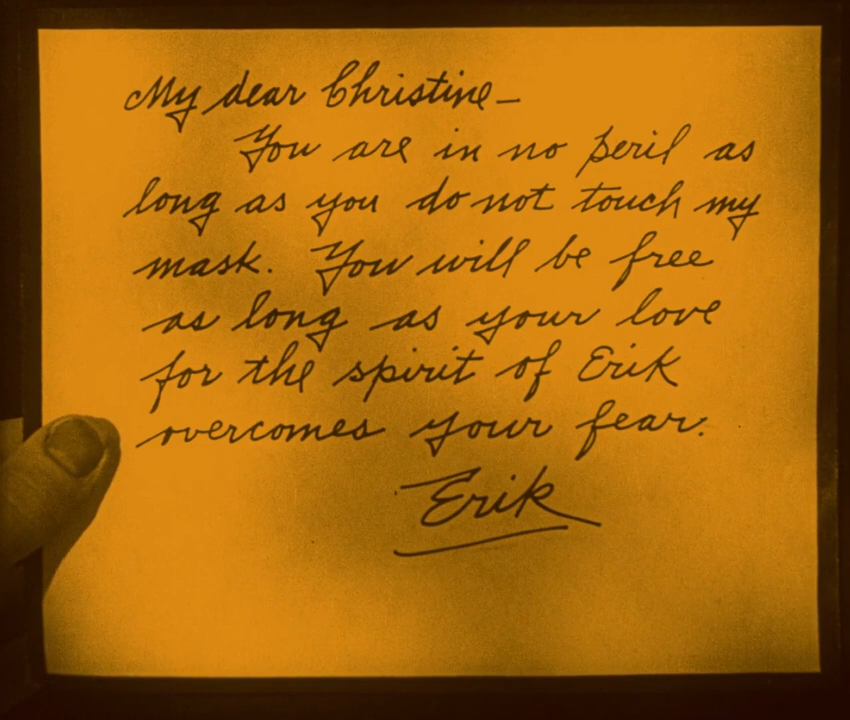 My dear Christine—
You are in no peril as
long as you do not touch my
mask. You will be free
as long as your love
for the spirit of Erik
overcomes your fear.
Erik